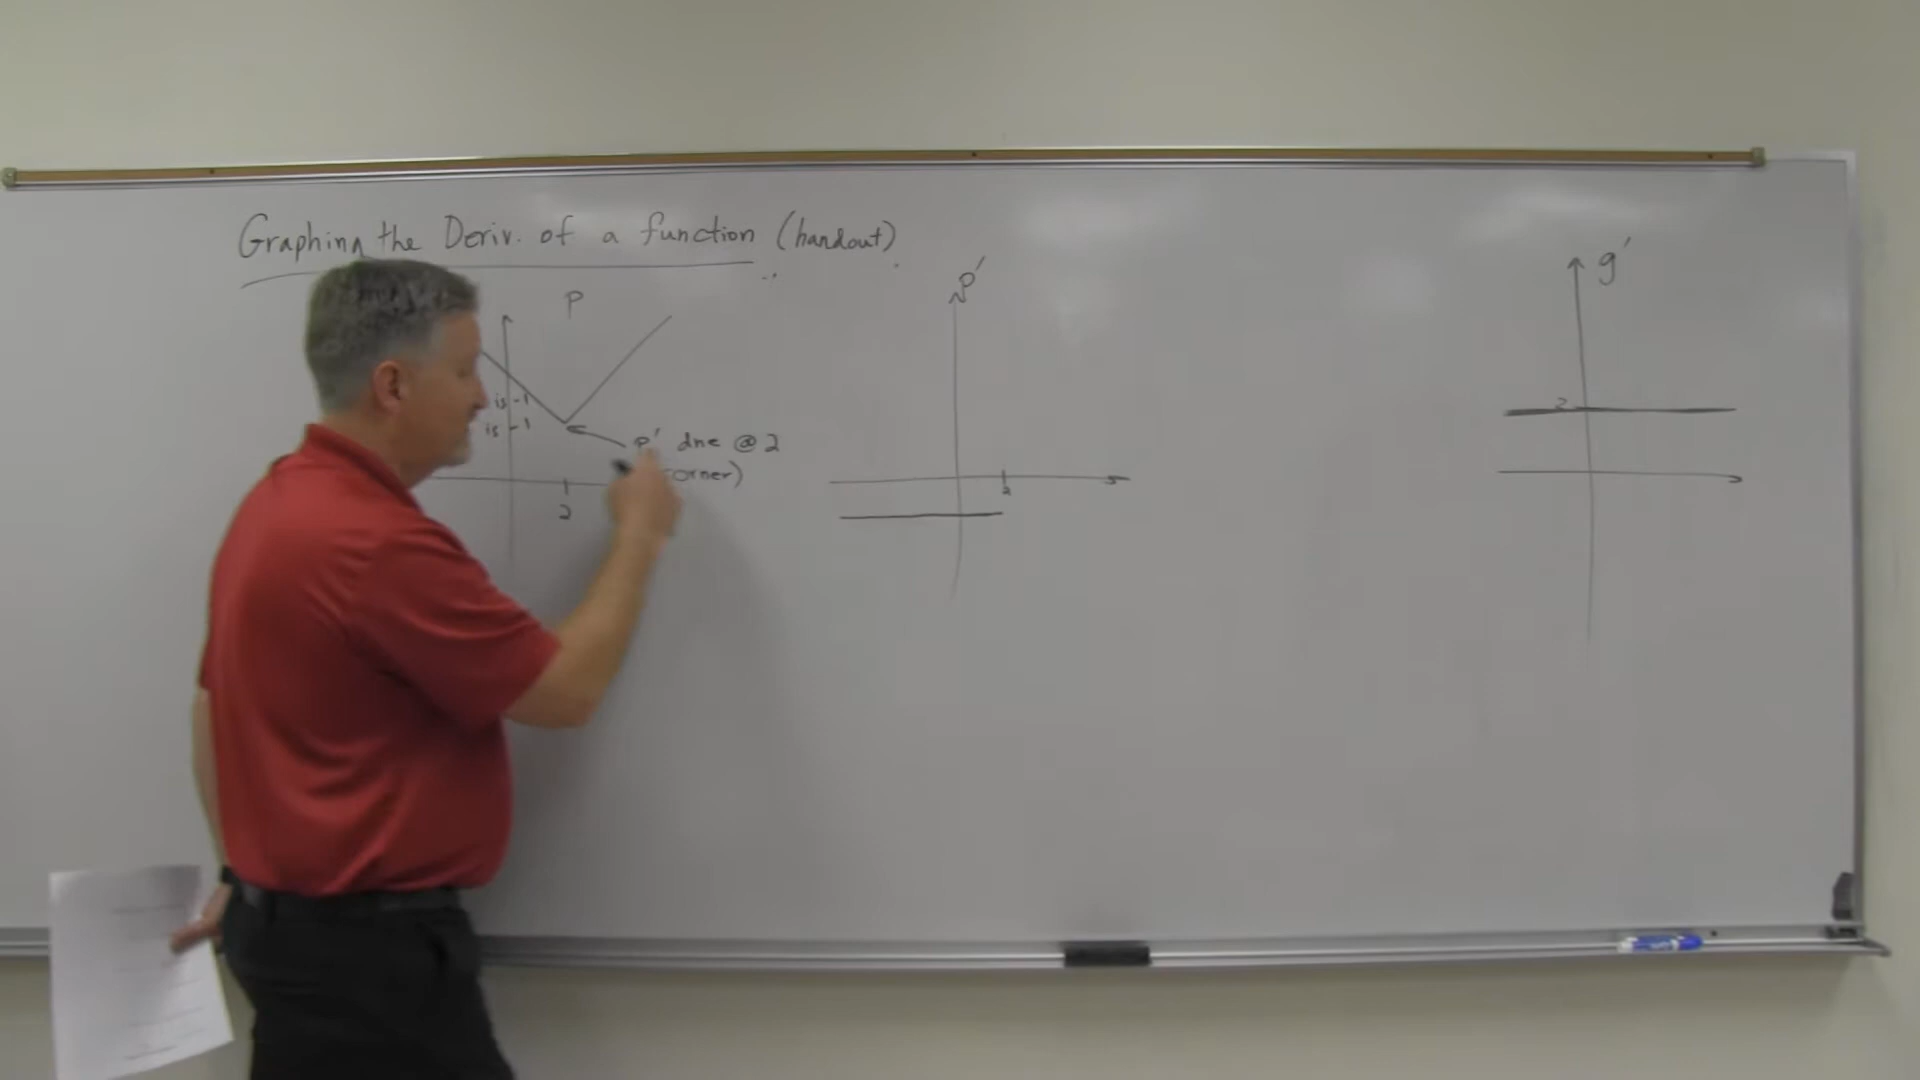 Graphing the Deriv. of a function (handout)
P
is -1
is -1
P' dne @ 2
corner)
2
P'
2
g'
2